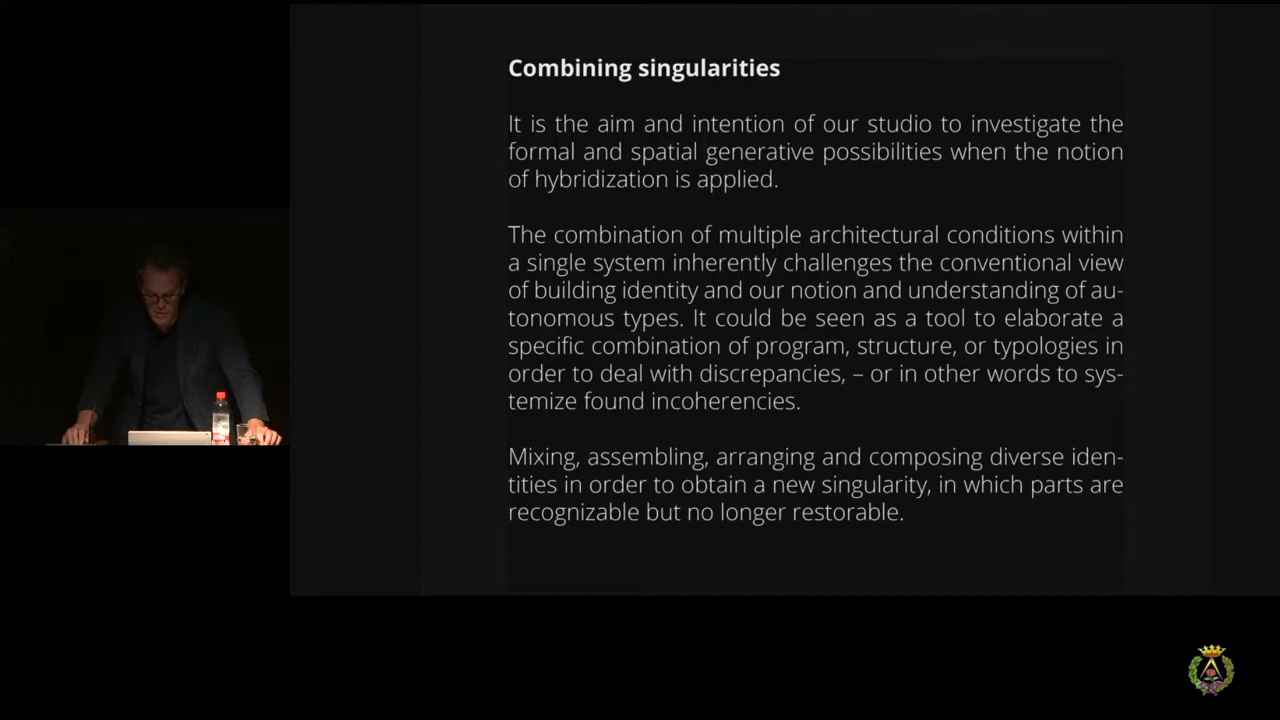 Combining singularities
It is the aim and intention of our studio to investigate the
formal and spatial generative possibilities when the notion
of hybridization is applied.
The combination of multiple architectural conditions within
a single system inherently challenges the conventional view
of building identity and our notion and understanding of au-
tonomous types. It could be seen as a tool to elaborate a
specific combination of program, structure, or typologies in
order to deal with discrepancies, – or in other words to sys-
temize found incoherencies.
Mixing, assembling, arranging and composing diverse iden-
tities in order to obtain a new singularity, in which parts are
recognizable but no longer restorable.